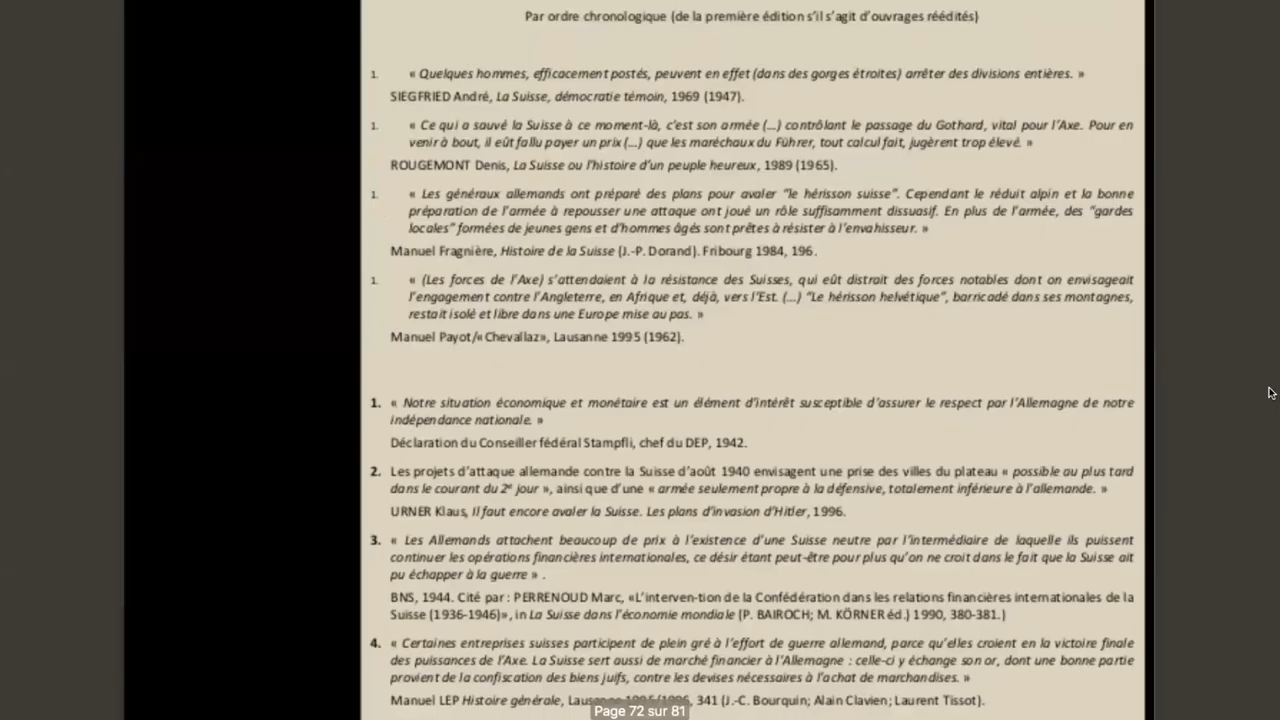 Par ordre chronologique (de la première édition s'il s'agit d'ouvrages réédités)
1. « Quelques hommes, efficacement postés, peuvent en effet (dans des gorges étroites) arrêter des divisions entières. »
SIEGFRIED André, La Suisse, démocratie témoin, 1969 (1947).
1. « Ce qui a sauvé la Suisse à ce moment-là, c'est son armée (...) contrôlant le passage du Gothard, vital pour l'Axe. Pour en
venir à bout, il eût fallu payer un prix (...) que les maréchaux du Führer, tout calcul fait, jugèrent trop élevé. »
ROUGEMONT Denis, La Suisse ou l'histoire d'un peuple heureux, 1989 (1965).
1. « Les généraux allemands ont préparé des plans pour avaler "le hérisson suisse". Cependant le réduit alpin et la bonne
préparation de l'armée à repousser une attaque ont joué un rôle suffisamment dissuasif. En plus de l'armée, des "gardes
locales" formées de jeunes gens et d'hommes âgés sont prêtes à résister à l'envahisseur. »
Manuel Fragnière, Histoire de la Suisse (J.-P. Dorand). Fribourg 1984, 196.
1. « (Les forces de l'Axe) s'attendaient à la résistance des Suisses, qui eût distrait des forces notables dont on envisageait
l'engagement contre l'Angleterre, en Afrique et, déjà, vers l'Est. (...) "Le hérisson helvétique", barricadé dans ses montagnes,
restait isolé et libre dans une Europe mise au pas. »
Manuel Payot/«Chevallaz», Lausanne 1995 (1962).
1. « Notre situation économique et monétaire est un élément d'intérêt susceptible d'assurer le respect par l'Allemagne de notre
indépendance nationale. »
Déclaration du Conseiller fédéral Stampfli, chef du DEP, 1942.
2. Les projets d'attaque allemande contre la Suisse d'août 1940 envisagent une prise des villes du plateau « possible au plus tard
dans le courant du 2e jour », ainsi que d'une « armée seulement propre à la défensive, totalement inférieure à l'allemande. »
URNER Klaus, Il faut encore avaler la Suisse. Les plans d'invasion d'Hitler, 1996.
3. « Les Allemands attachent beaucoup de prix à l'existence d'une Suisse neutre par l'intermédiaire de laquelle ils puissent
continuer les opérations financières internationales, ce désir étant peut-être pour plus qu'on ne croit dans le fait que la Suisse ait
pu échapper à la guerre » .
BNS, 1944. Cité par : PERRENOUD Marc, «L'interven-tion de la Confédération dans les relations financières internationales de la
Suisse (1936-1946)», in La Suisse dans l'économie mondiale (P. BAIROCH; M. KÖRNER éd.) 1990, 380-381.)
4. « Certaines entreprises suisses participent de plein gré à l'effort de guerre allemand, parce qu'elles croient en la victoire finale
des puissances de l'Axe. La Suisse sert aussi de marché financier à l'Allemagne : celle-ci y échange son or, dont une bonne partie
provient de la confiscation des biens juifs, contre les devises nécessaires à l'achat de marchandises. »
Manuel LEP Histoire générale, Lausanne 1995/1996, 341 (J.-C. Bourquin; Alain Clavien; Laurent Tissot).
Page 72 sur 81